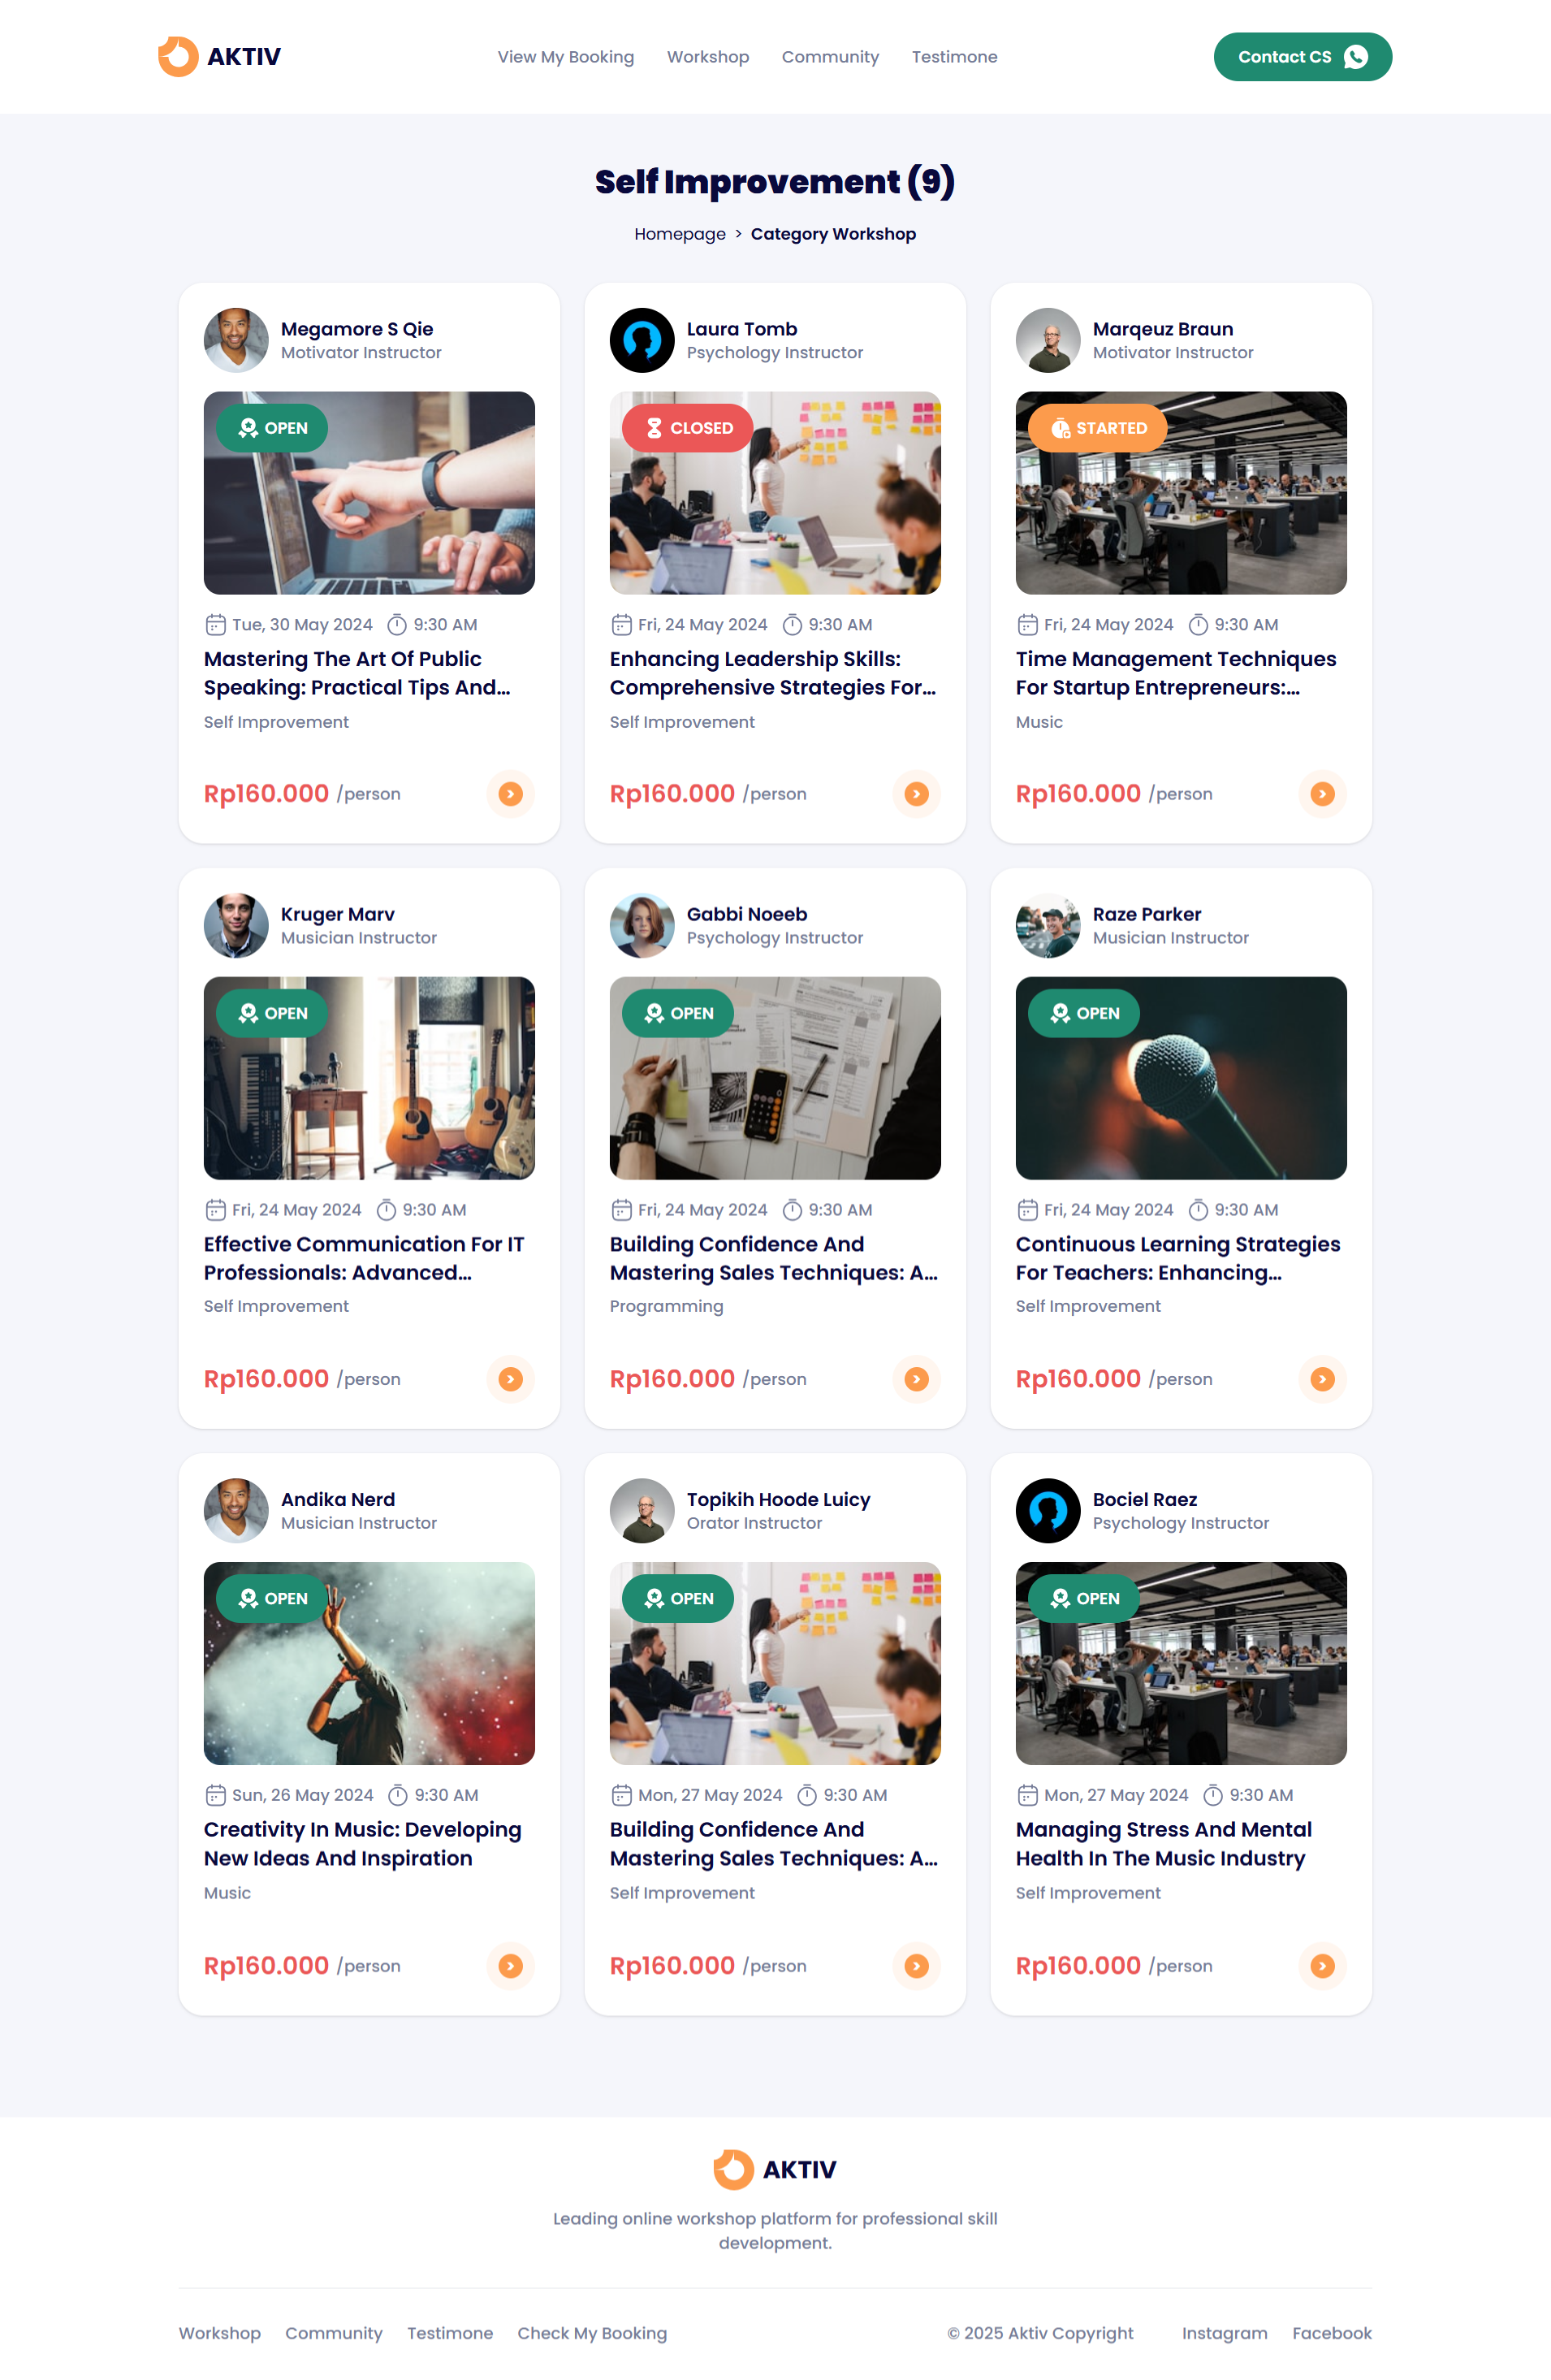 AKTIV
View My Booking
Workshop
Community
Testimone
Contact CS
Self Improvement (9)
Homepage > Category Workshop
Megamore S Qie
Motivator Instructor
OPEN
Tue, 30 May 2024
9:30 AM
Mastering The Art Of Public
Speaking: Practical Tips And...
Self Improvement
Rp160.000 /person
Laura Tomb
Psychology Instructor
CLOSED
Fri, 24 May 2024
9:30 AM
Enhancing Leadership Skills:
Comprehensive Strategies For...
Self Improvement
Rp160.000 /person
Marqeuz Braun
Motivator Instructor
STARTED
Fri, 24 May 2024
9:30 AM
Time Management Techniques
For Startup Entrepreneurs:...
Music
Rp160.000 /person
Kruger Marv
Musician Instructor
OPEN
Fri, 24 May 2024
9:30 AM
Effective Communication For IT
Professionals: Advanced...
Self Improvement
Rp160.000 /person
Gabbi Noeeb
Psychology Instructor
OPEN
Fri, 24 May 2024
9:30 AM
Building Confidence And
Mastering Sales Techniques: A...
Programming
Rp160.000 /person
Raze Parker
Musician Instructor
OPEN
Fri, 24 May 2024
9:30 AM
Continuous Learning Strategies
For Teachers: Enhancing...
Self Improvement
Rp160.000 /person
Andika Nerd
Musician Instructor
OPEN
Sun, 26 May 2024
9:30 AM
Creativity In Music: Developing
New Ideas And Inspiration
Music
Rp160.000 /person
Topikih Hoode Luicy
Orator Instructor
OPEN
Mon, 27 May 2024
9:30 AM
Building Confidence And
Mastering Sales Techniques: A...
Self Improvement
Rp160.000 /person
Bociel Raez
Psychology Instructor
OPEN
Mon, 27 May 2024
9:30 AM
Managing Stress And Mental
Health In The Music Industry
Self Improvement
Rp160.000 /person
AKTIV
Leading online workshop platform for professional skill
development.
Workshop
Community
Testimone
Check My Booking
© 2025 Aktiv Copyright
Instagram
Facebook